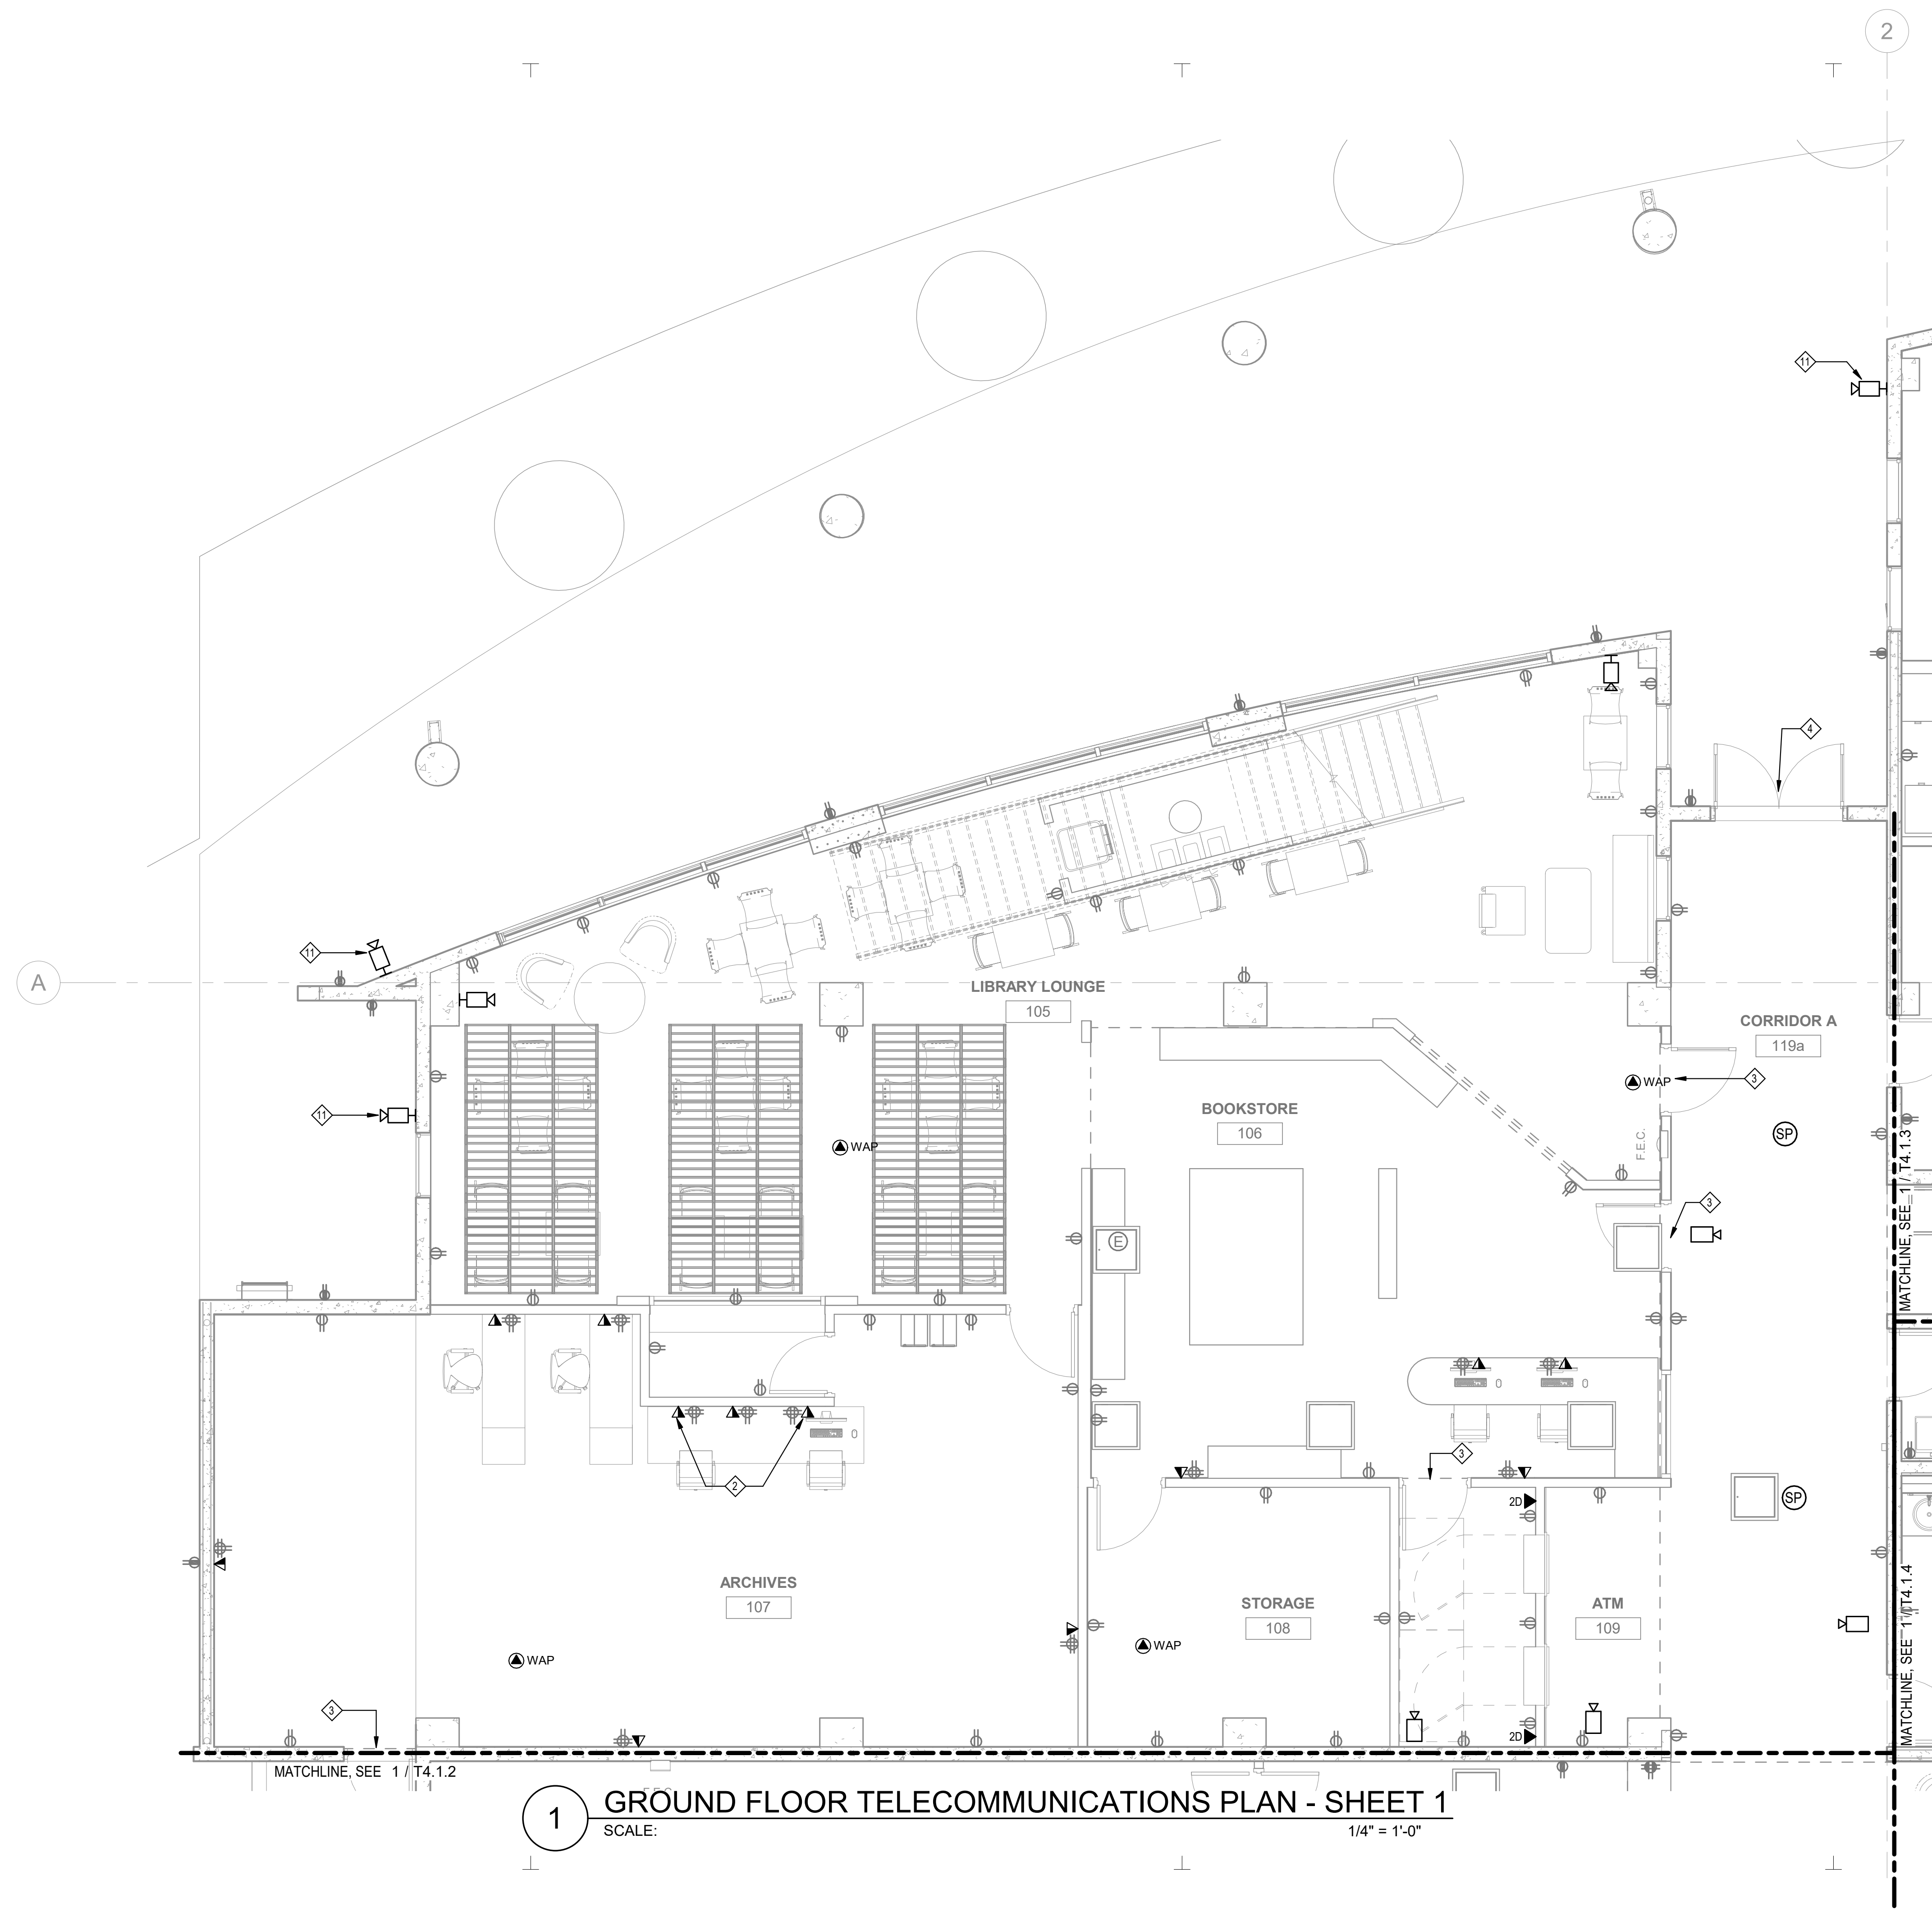 2
11
4
11
A
LIBRARY LOUNGE
105
CORRIDOR A
119a
WAP
3
11
BOOKSTORE
106
WAP
SP
F.E.C.
MATCHLINE, SEE 1 / T4.1.3
3
E
3
2
2D
SP
ARCHIVES
107
STORAGE
108
ATM
109
WAP
WAP
MATCHLINE, SEE 1 / T4.1.4
3
2D
MATCHLINE, SEE 1 / T4.1.2
1
GROUND FLOOR TELECOMMUNICATIONS PLAN - SHEET 1
SCALE: 1/4" = 1'-0"